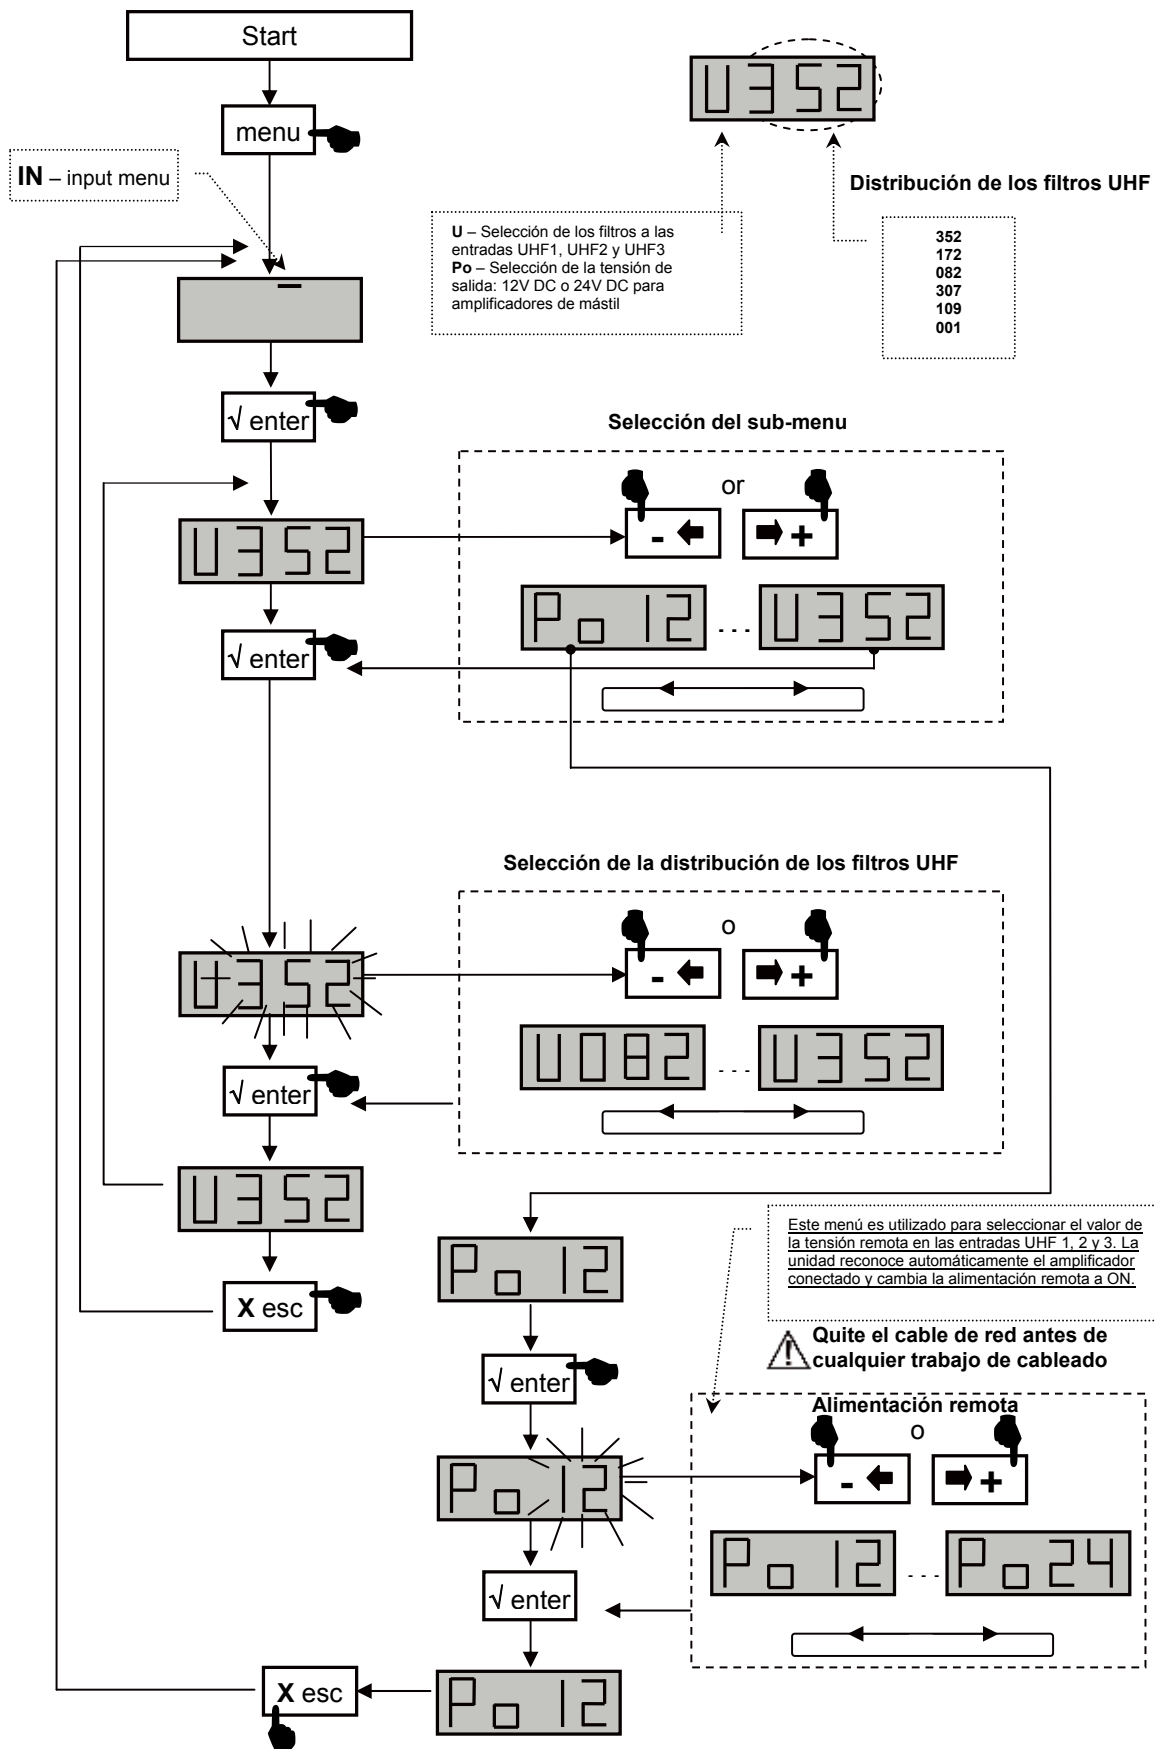 Start
U352
menu
IN – input menu
Distribución de los filtros UHF
U – Selección de los filtros a las
entradas UHF1, UHF2 y UHF3
Po – Selección de la tensión de
salida: 12V DC o 24V DC para
amplificadores de mástil
352
172
082
307
109
001
√ enter
Selección del sub-menu
or
- +
U352
Po 12 ... U352
√ enter
Selección de la distribución de los filtros UHF
o
- +
U352
U082 ... U352
√ enter
U352
X esc
Este menú es utilizado para seleccionar el valor de
la tensión remota en las entradas UHF 1, 2 y 3. La
unidad reconoce automáticamente el amplificador
conectado y cambia la alimentación remota a ON.
Po 12
Quite el cable de red antes de
cualquier trabajo de cableado
√ enter
Alimentación remota
o
- +
Po 12
Po 12 ... Po24
√ enter
X esc
Po 12